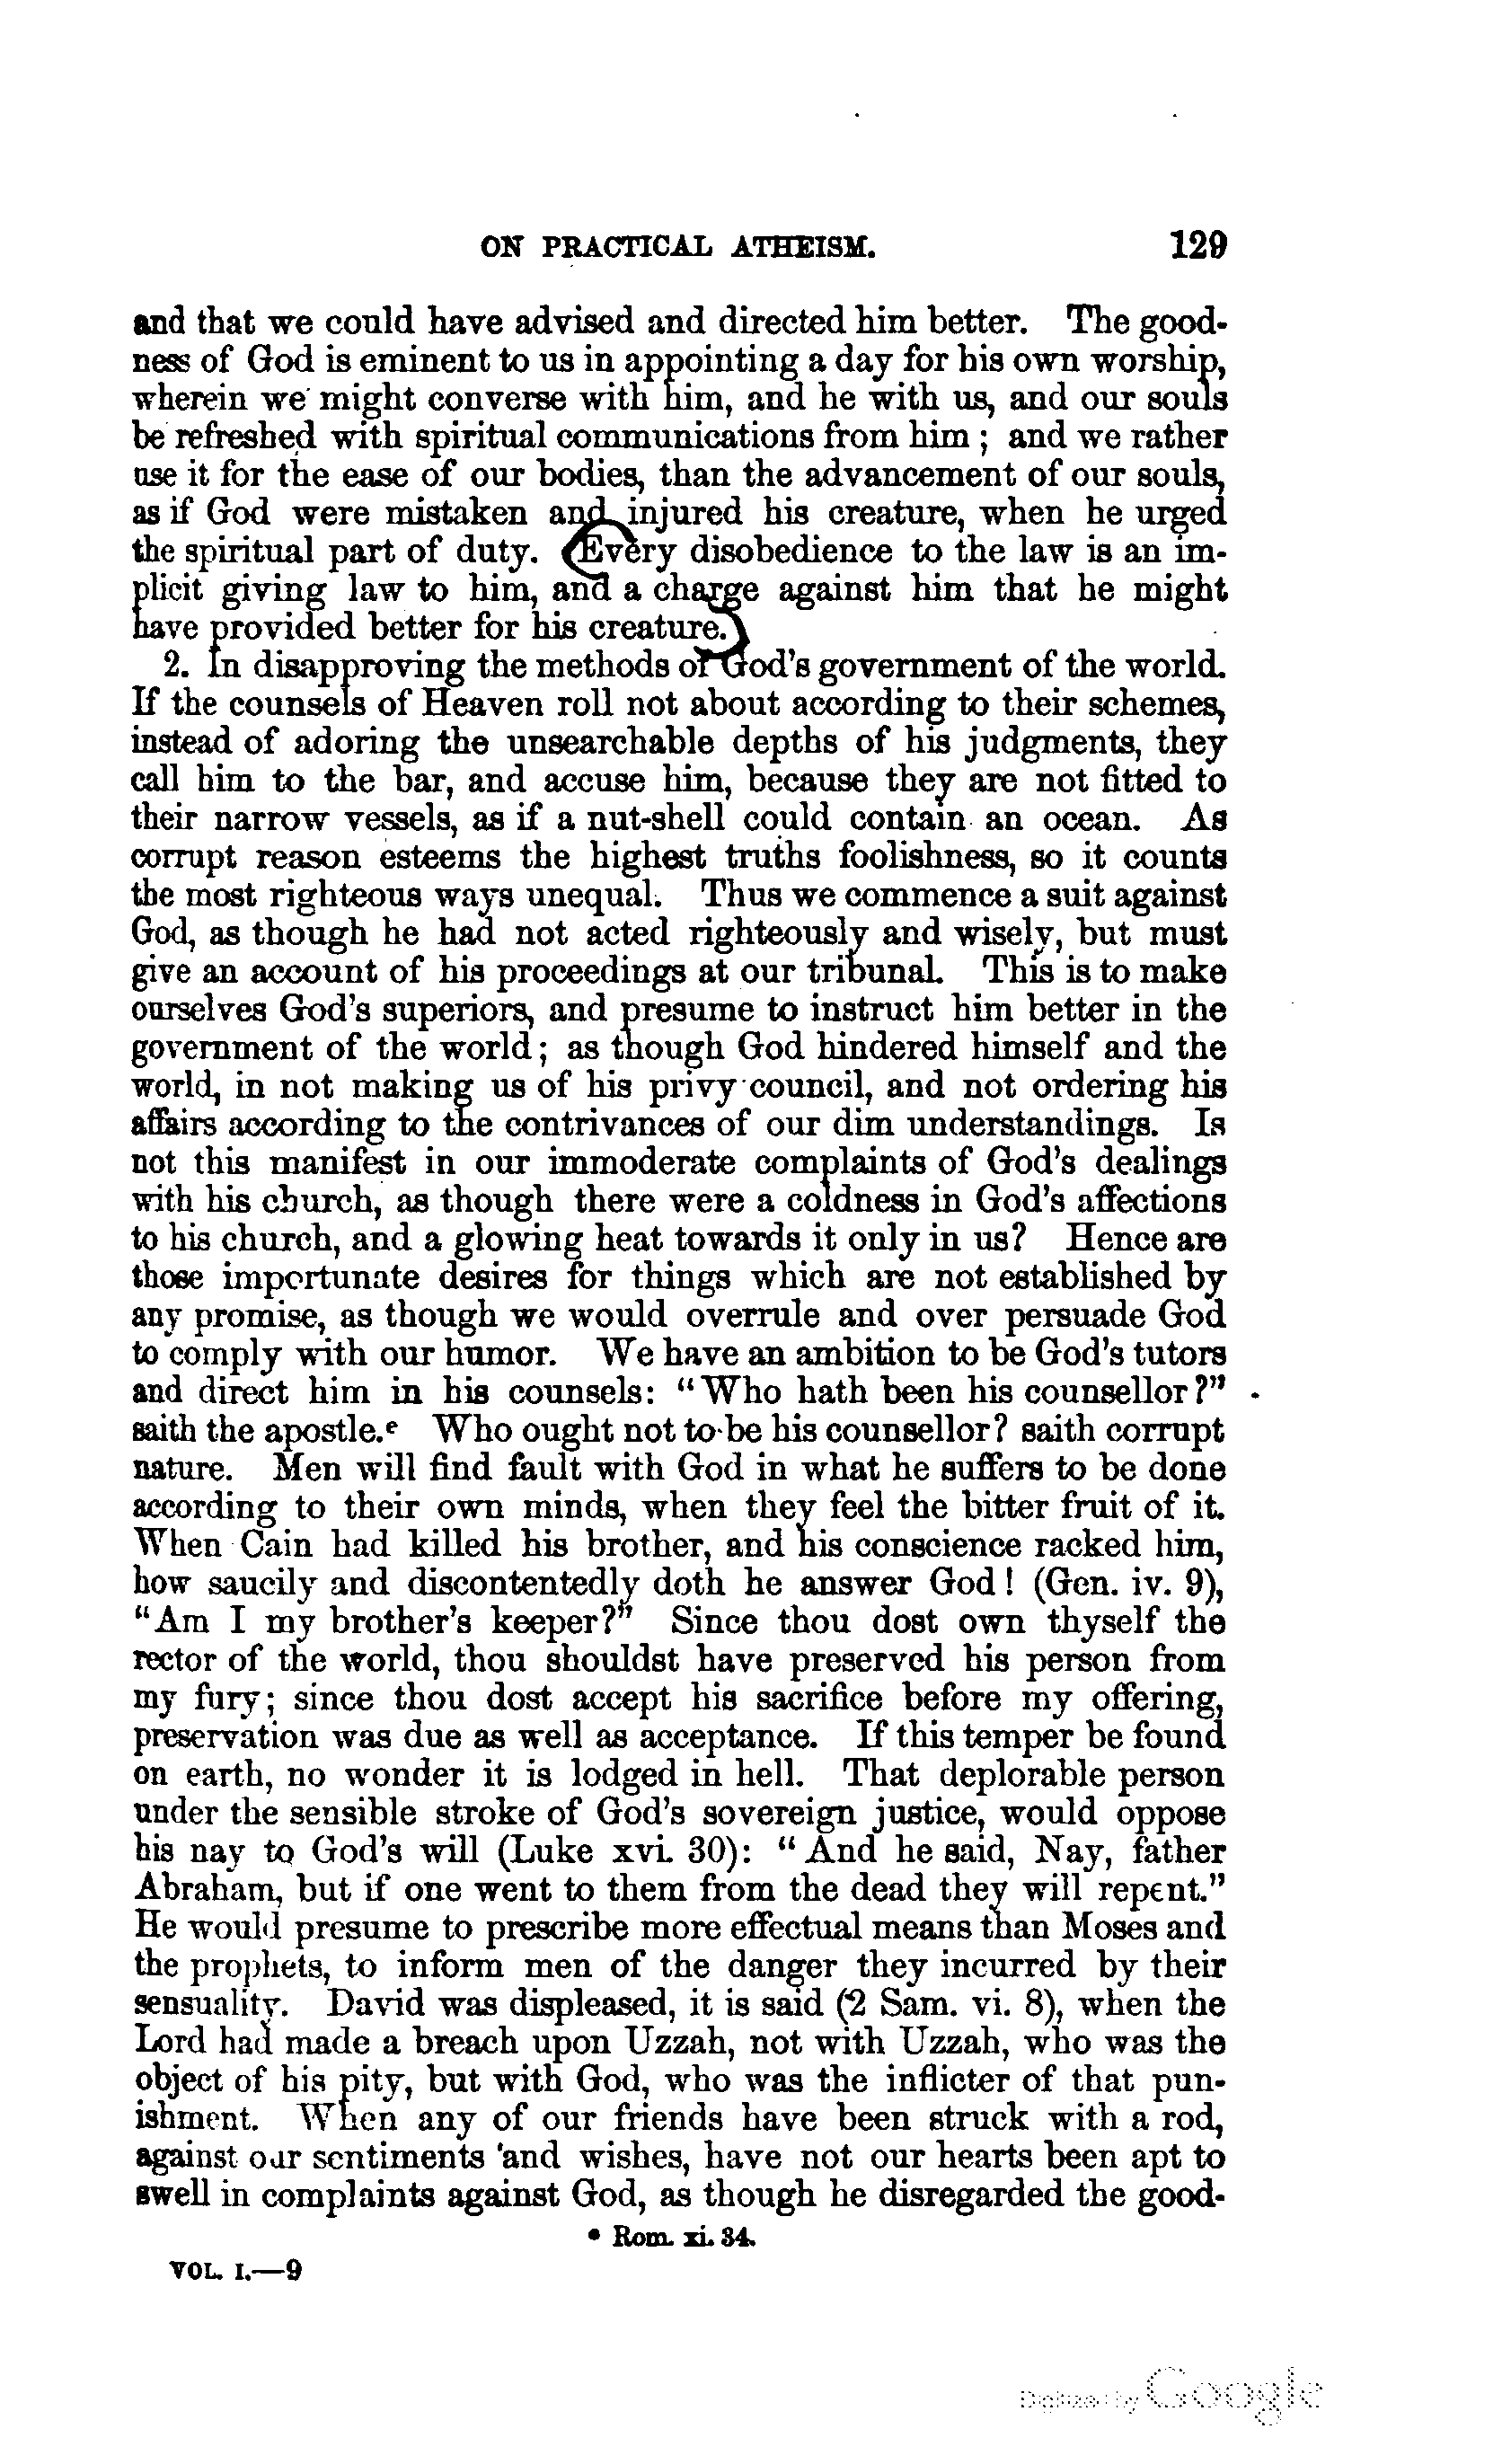 ON PRACTICAL ATHEISM. 129
and that we could have advised and directed him better. The good-
ness of God is eminent to us in appointing a day for his own worship,
wherein we might converse with him, and he with us, and our souls
be refreshed with spiritual communications from him; and we rather
use it for the ease of our bodies, than the advancement of our souls,
as if God were mistaken and injured his creature, when he urged
the spiritual part of duty. (Every disobedience to the law is an im-
plicit giving law to him, and a charge against him that he might
have provided better for his creature.)
2. In disapproving the methods of God's government of the world.
If the counsels of Heaven roll not about according to their schemes,
instead of adoring the unsearchable depths of his judgments, they
call him to the bar, and accuse him, because they are not fitted to
their narrow vessels, as if a nut-shell could contain an ocean. As
corrupt reason esteems the highest truths foolishness, so it counts
the most righteous ways unequal. Thus we commence a suit against
God, as though he had not acted righteously and wisely, but must
give an account of his proceedings at our tribunal. This is to make
ourselves God's superiors, and presume to instruct him better in the
government of the world; as though God hindered himself and the
world, in not making us of his privy council, and not ordering his
affairs according to the contrivances of our dim understandings. Is
not this manifest in our immoderate complaints of God's dealings
with his church, as though there were a coldness in God's affections
to his church, and a glowing heat towards it only in us? Hence are
those importunate desires for things which are not established by
any promise, as though we would overrule and over persuade God
to comply with our humor. We have an ambition to be God's tutors
and direct him in his counsels: "Who hath been his counsellor?"
saith the apostle.e Who ought not to be his counsellor? saith corrupt
nature. Men will find fault with God in what he suffers to be done
according to their own minds, when they feel the bitter fruit of it.
When Cain had killed his brother, and his conscience racked him,
how saucily and discontentedly doth he answer God! (Gen. iv. 9),
"Am I my brother's keeper?" Since thou dost own thyself the
rector of the world, thou shouldst have preserved his person from
my fury; since thou dost accept his sacrifice before my offering,
preservation was due as well as acceptance. If this temper be found
on earth, no wonder it is lodged in hell. That deplorable person
under the sensible stroke of God's sovereign justice, would oppose
his nay to God's will (Luke xvi. 30): "And he said, Nay, father
Abraham, but if one went to them from the dead they will repent."
He would presume to prescribe more effectual means than Moses and
the prophets, to inform men of the danger they incurred by their
sensuality. David was displeased, it is said (2 Sam. vi. 8), when the
Lord had made a breach upon Uzzah, not with Uzzah, who was the
object of his pity, but with God, who was the inflicter of that pun-
ishment. When any of our friends have been struck with a rod,
against our sentiments and wishes, have not our hearts been apt to
swell in complaints against God, as though he disregarded the good-
e Rom. xi. 34.
VOL. I.—9
Digitized by Google